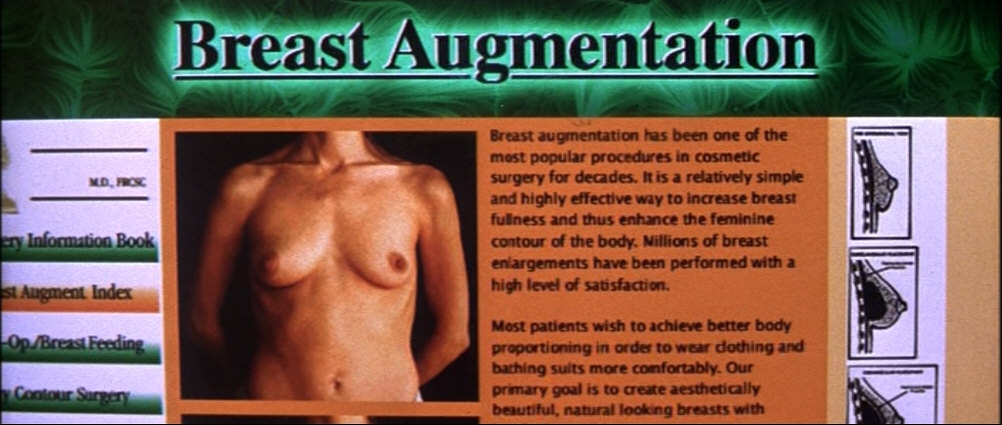 Breast Augmentation
M.D., FRCSC
ery Information Book
st Augment. Index
-Op./Breast Feeding
y Contour Surgery
Breast augmentation has been one of the
most popular procedures in cosmetic
surgery for decades. It is a relatively simple
and highly effective way to increase breast
fullness and thus enhance the feminine
contour of the body. Millions of breast
enlargements have been performed with a
high level of satisfaction.
Most patients wish to achieve better body
proportioning in order to wear clothing and
bathing suits more comfortably. Our
primary goal is to create aesthetically
beautiful, natural looking breasts with